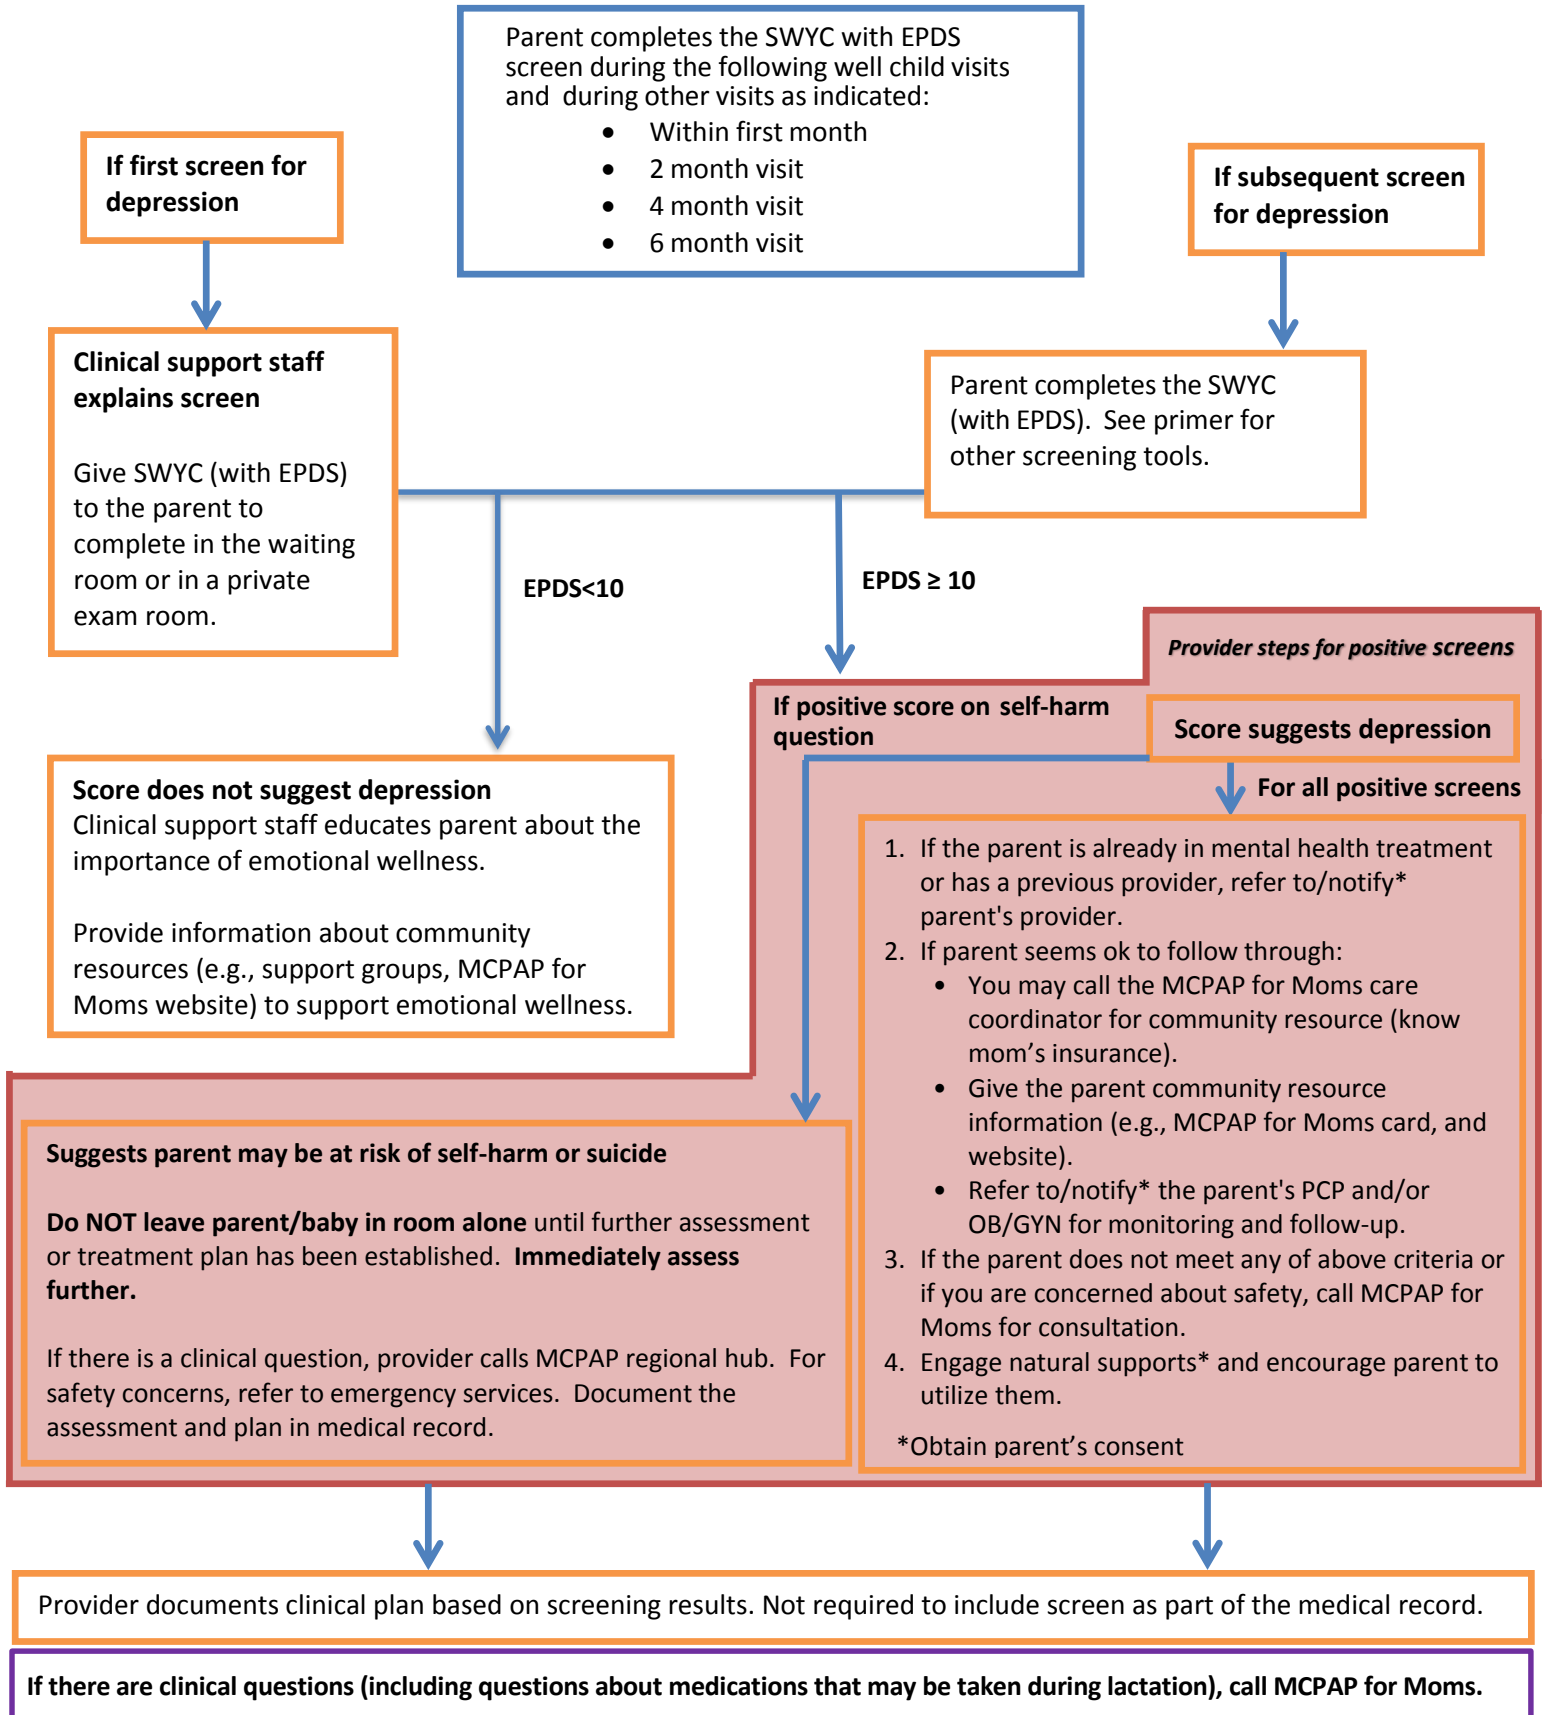 Parent completes the SWYC with EPDS
screen during the following well child visits
and during other visits as indicated:
• Within first month
• 2 month visit
• 4 month visit
• 6 month visit
If first screen for
depression
If subsequent screen
for depression
Clinical support staff
explains screen
Give SWYC (with EPDS)
to the parent to
complete in the waiting
room or in a private
exam room.
Parent completes the SWYC
(with EPDS). See primer for
other screening tools.
EPDS<10
EPDS ≥ 10
Provider steps for positive screens
If positive score on self-harm
question
Score suggests depression
For all positive screens
Score does not suggest depression
Clinical support staff educates parent about the
importance of emotional wellness.
Provide information about community
resources (e.g., support groups, MCPAP for
Moms website) to support emotional wellness.
1. If the parent is already in mental health treatment
or has a previous provider, refer to/notify*
parent's provider.
2. If parent seems ok to follow through:
• You may call the MCPAP for Moms care
coordinator for community resource (know
mom’s insurance).
• Give the parent community resource
information (e.g., MCPAP for Moms card, and
website).
• Refer to/notify* the parent's PCP and/or
OB/GYN for monitoring and follow-up.
3. If the parent does not meet any of above criteria or
if you are concerned about safety, call MCPAP for
Moms for consultation.
4. Engage natural supports* and encourage parent to
utilize them.
*Obtain parent’s consent
Suggests parent may be at risk of self-harm or suicide
Do NOT leave parent/baby in room alone until further assessment
or treatment plan has been established. Immediately assess
further.
If there is a clinical question, provider calls MCPAP regional hub. For
safety concerns, refer to emergency services. Document the
assessment and plan in medical record.
Provider documents clinical plan based on screening results. Not required to include screen as part of the medical record.
If there are clinical questions (including questions about medications that may be taken during lactation), call MCPAP for Moms.